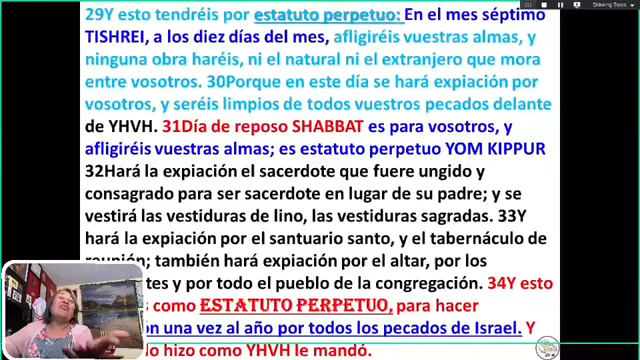 29Y esto tendréis por estatuto perpetuo: En el mes séptimo
TISHREI, a los diez días del mes, afligiréis vuestras almas, y
ninguna obra haréis, ni el natural ni el extranjero que mora
entre vosotros. 30Porque en este día se hará expiación por
vosotros, y seréis limpios de todos vuestros pecados delante
de YHVH. 31Día de reposo SHABBAT es para vosotros, y
afligiréis vuestras almas; es estatuto perpetuo YOM KIPPUR
32Hará la expiación el sacerdote que fuere ungido y
consagrado para ser sacerdote en lugar de su padre; y se
vestirá las vestiduras de lino, las vestiduras sagradas. 33Y
hará la expiación por el santuario santo, y el tabernáculo de
reunión; también hará expiación por el altar, por los
tes y por todo el pueblo de la congregación. 34Y esto
s como ESTATUTO PERPETUO, para hacer
n una vez al año por todos los pecados de Israel. Y
lo hizo como YHVH le mandó.